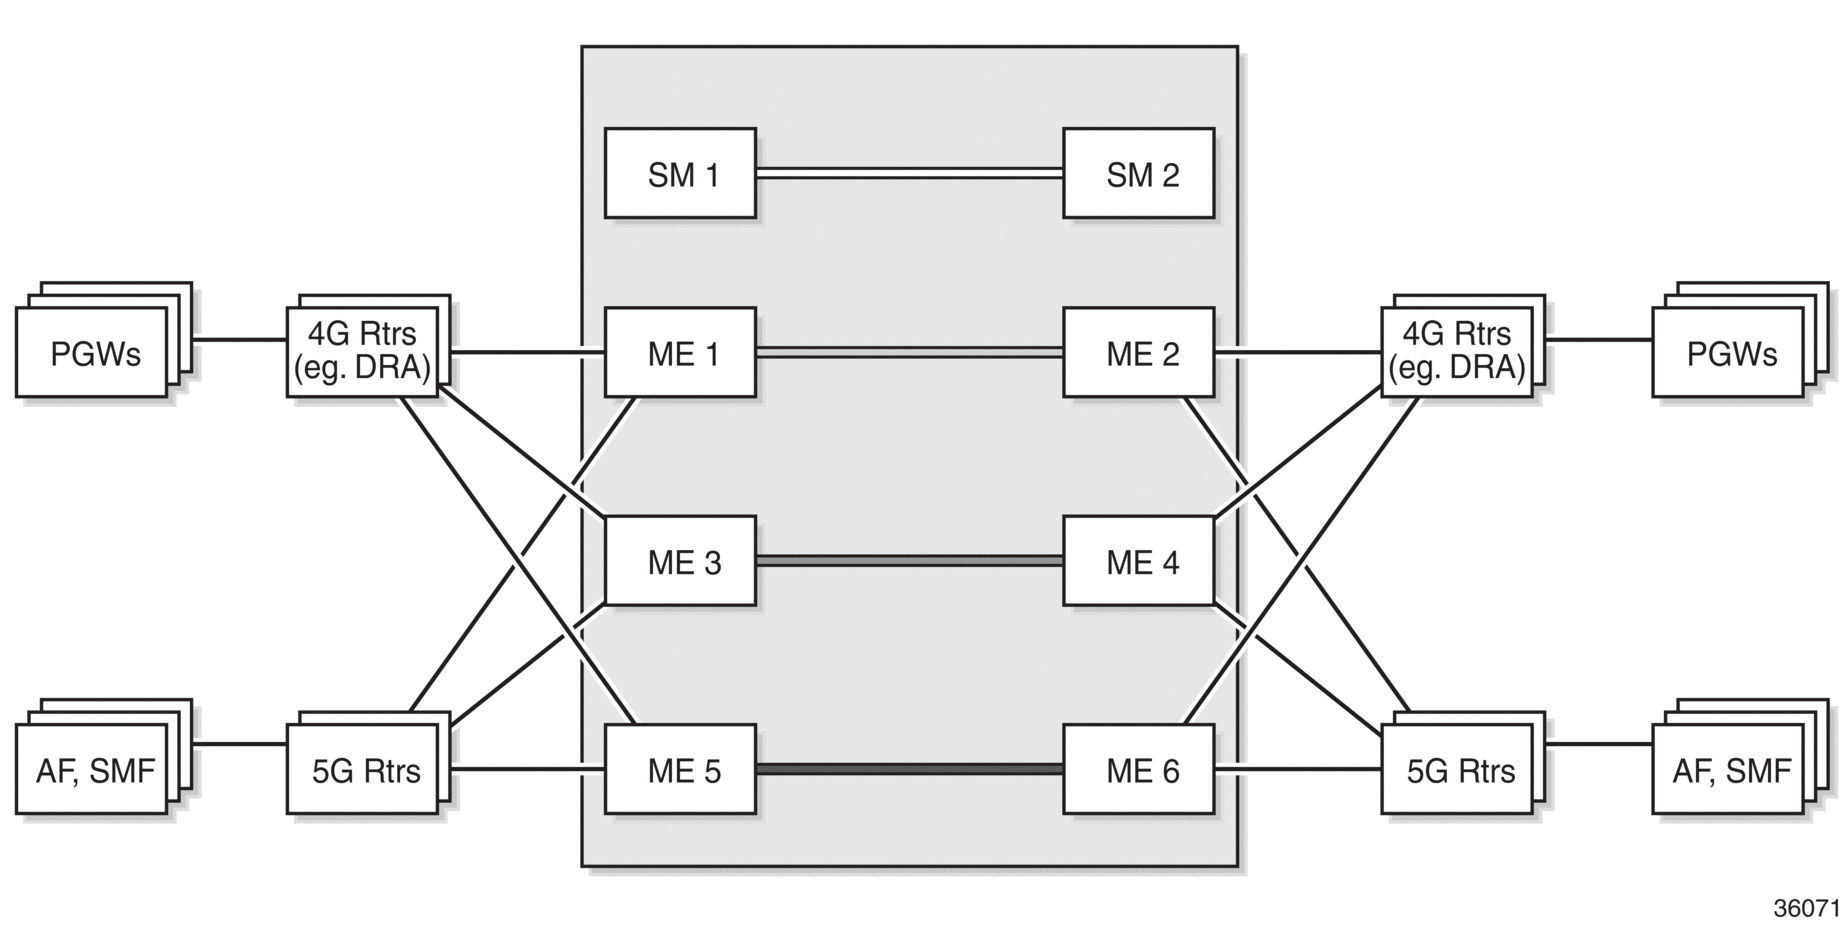 SM 1
SM 2
PGWs
4G Rtrs
(eg. DRA)
ME 1
ME 2
4G Rtrs
(eg. DRA)
PGWs
ME 3
ME 4
AF, SMF
5G Rtrs
ME 5
ME 6
5G Rtrs
AF, SMF
36071